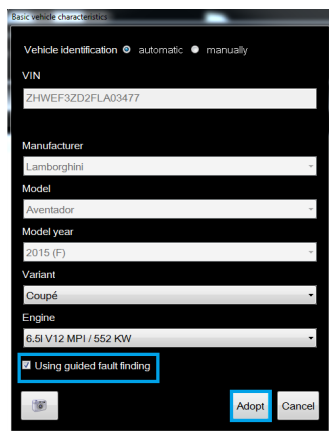 Basic vehicle characteristics
Vehicle identification automatic manually
VIN
ZHWEF3ZD2FLA03477
Manufacturer
Lamborghini
Model
Aventador
Model year
2015 (F)
Variant
Coupé
Engine
6.5l V12 MPI / 552 KW
Using guided fault finding
Adopt Cancel